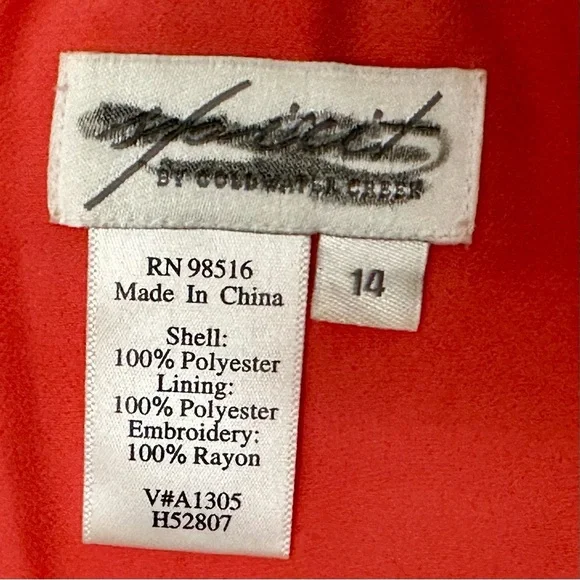 spirit
BY COLDWATER CREEK
14
RN 98516
Made In China
Shell:
100% Polyester
Lining:
100% Polyester
Embroidery:
100% Rayon
V#A1305
H52807